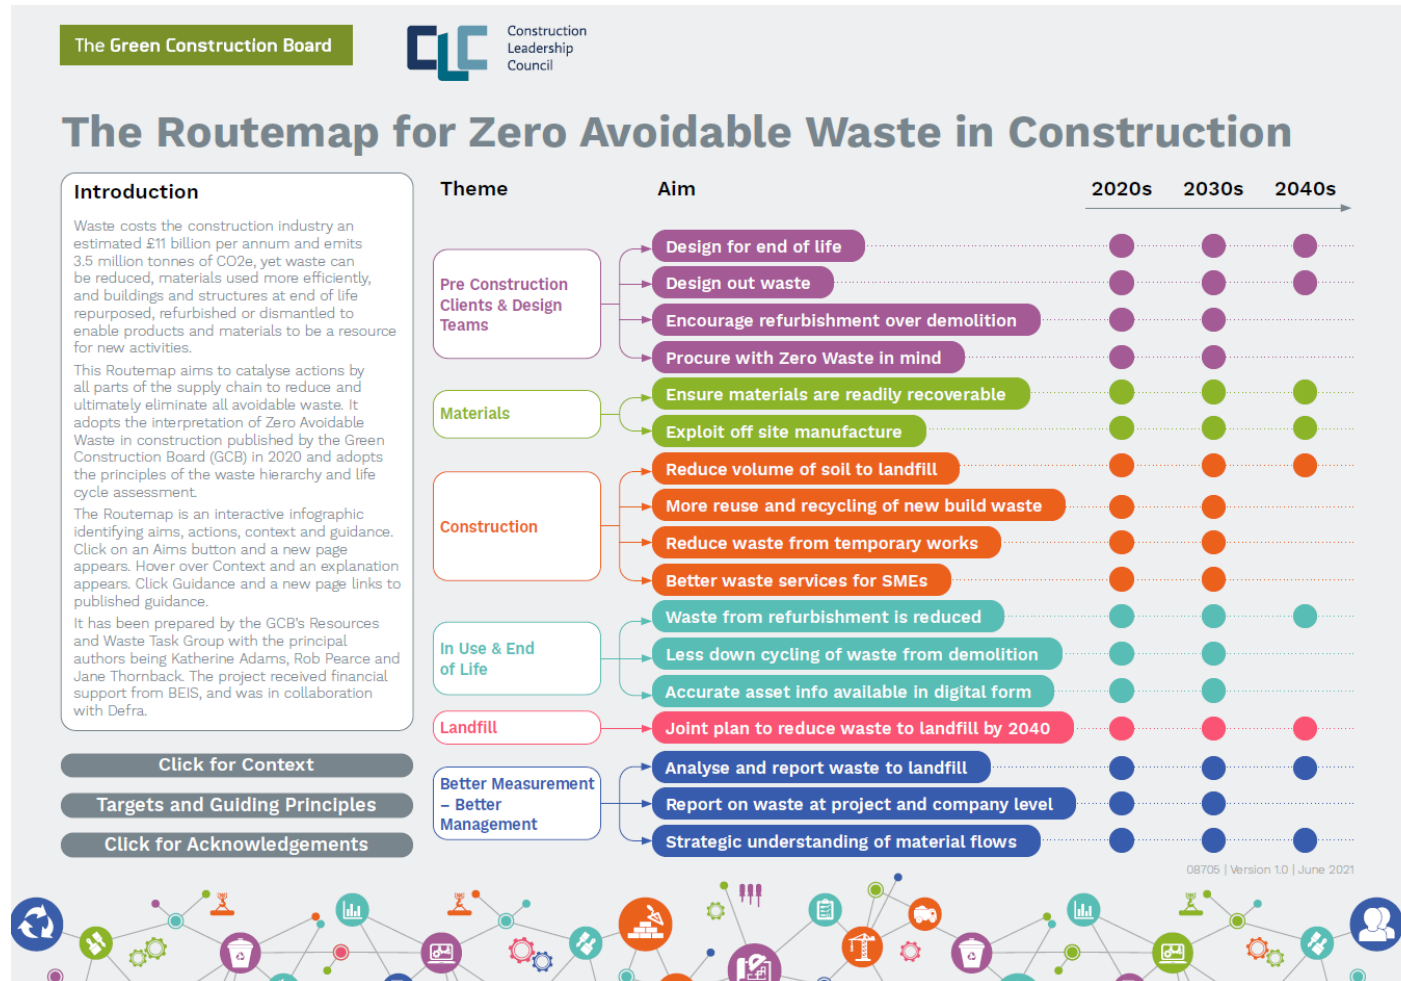 The Green Construction Board
CLC
Construction
Leadership
Council
The Routemap for Zero Avoidable Waste in Construction
Introduction
Waste costs the construction industry an
estimated £11 billion per annum and emits
3.5 million tonnes of CO2e, yet waste can
be reduced, materials used more efficiently,
and buildings and structures at end of life
repurposed, refurbished or dismantled to
enable products and materials to be a resource
for new activities.
This Routemap aims to catalyse actions by
all parts of the supply chain to reduce and
ultimately eliminate all avoidable waste. It
adopts the interpretation of Zero Avoidable
Waste in construction published by the Green
Construction Board (GCB) in 2020 and adopts
the principles of the waste hierarchy and life
cycle assessment.
The Routemap is an interactive infographic
identifying aims, actions, context and guidance.
Click on an Aims button and a new page
appears. Hover over Context and an explanation
appears. Click Guidance and a new page links to
published guidance.
It has been prepared by the GCB's Resources
and Waste Task Group with the principal
authors being Katherine Adams, Rob Pearce and
Jane Thornback. The project received financial
support from BEIS, and was in collaboration
with Defra.
Click for Context
Targets and Guiding Principles
Click for Acknowledgements
Theme
Aim
2020s
2030s
2040s
Pre Construction
Clients & Design
Teams
Design for end of life
Design out waste
Encourage refurbishment over demolition
Procure with Zero Waste in mind
Materials
Ensure materials are readily recoverable
Exploit off site manufacture
Construction
Reduce volume of soil to landfill
More reuse and recycling of new build waste
Reduce waste from temporary works
Better waste services for SMEs
In Use & End
of Life
Waste from refurbishment is reduced
Less down cycling of waste from demolition
Accurate asset info available in digital form
Landfill
Joint plan to reduce waste to landfill by 2040
Better Measurement
– Better
Management
Analyse and report waste to landfill
Report on waste at project and company level
Strategic understanding of material flows
08705 | Version 1.0 | June 2021